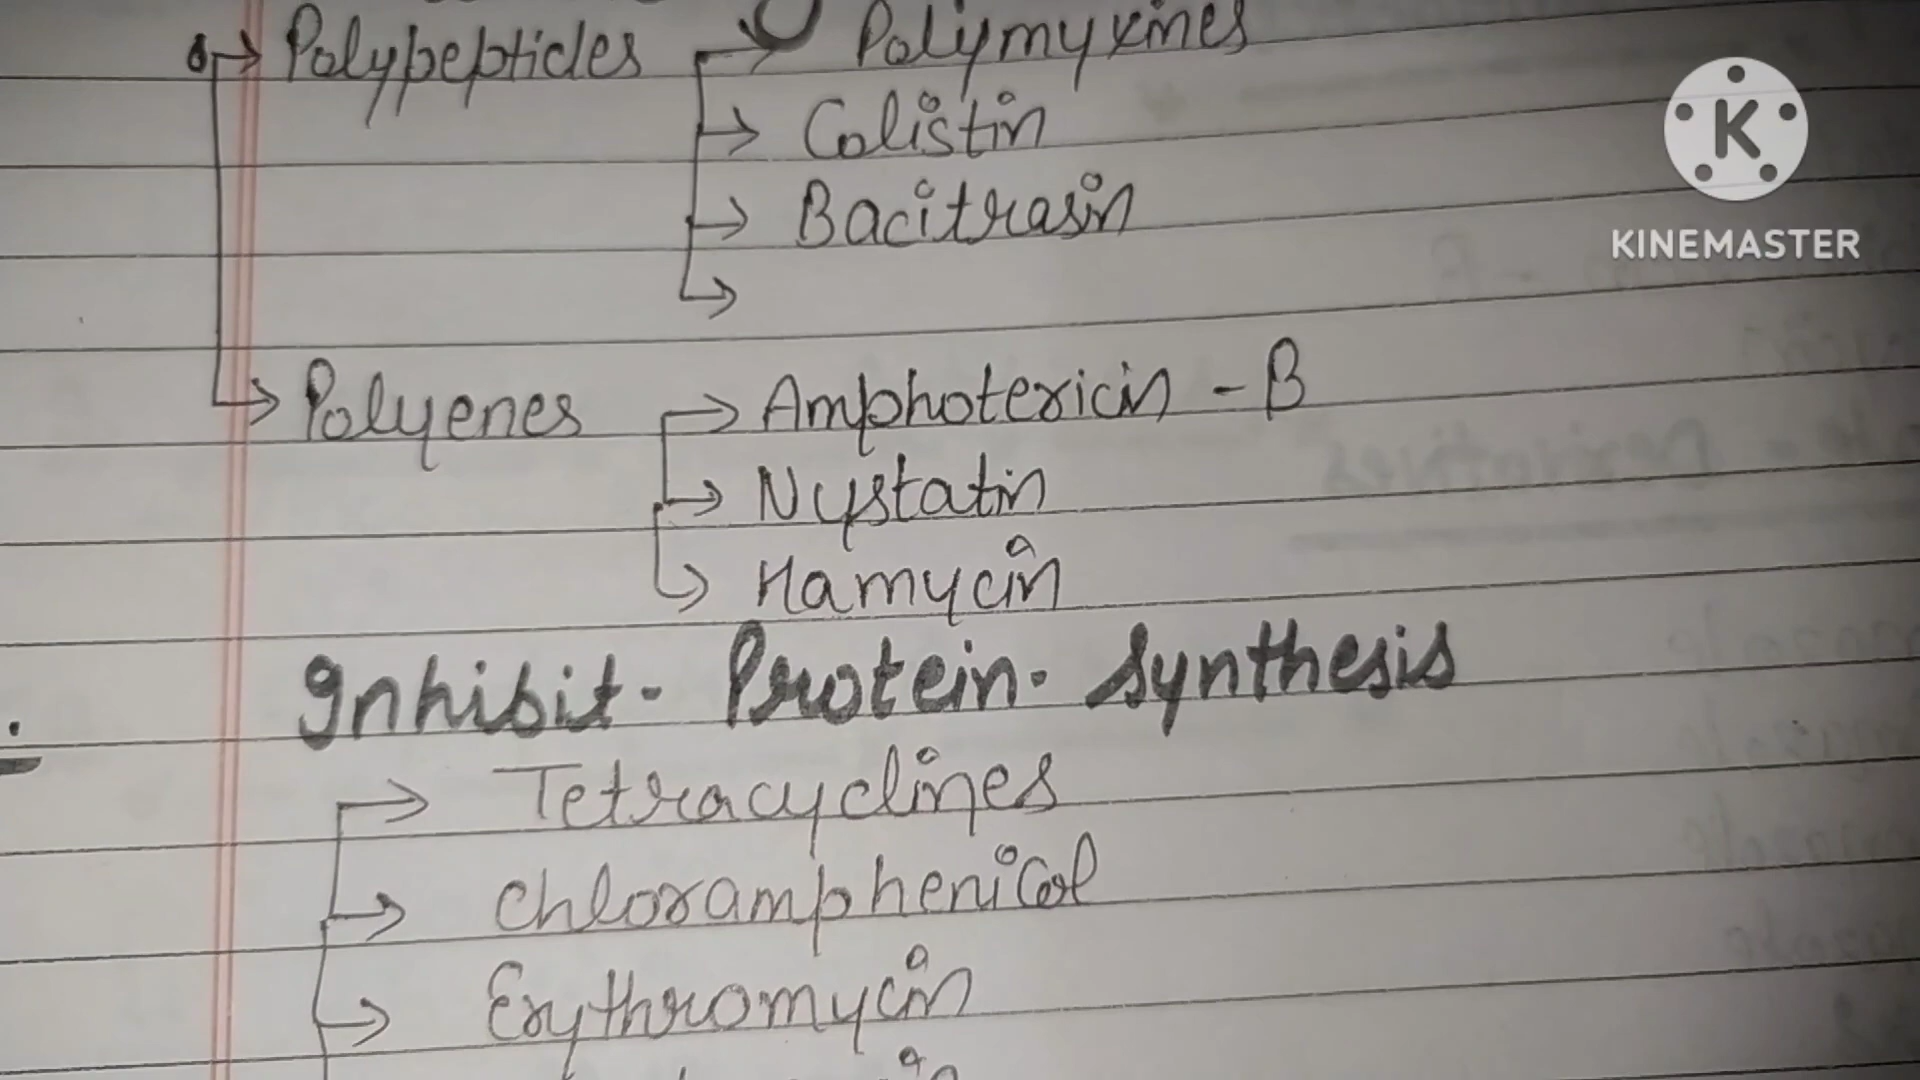 Polypeptides → Polymyxines
→ Colistin
→ Bacitrasin
→
Polyenes → Amphotericin - B
→ Nystatin
→ Hamycin
Inhibit - Protein - Synthesis
→ Tetracyclines
→ Chloramphenicol
→ Erythromycin
K
KINEMASTER